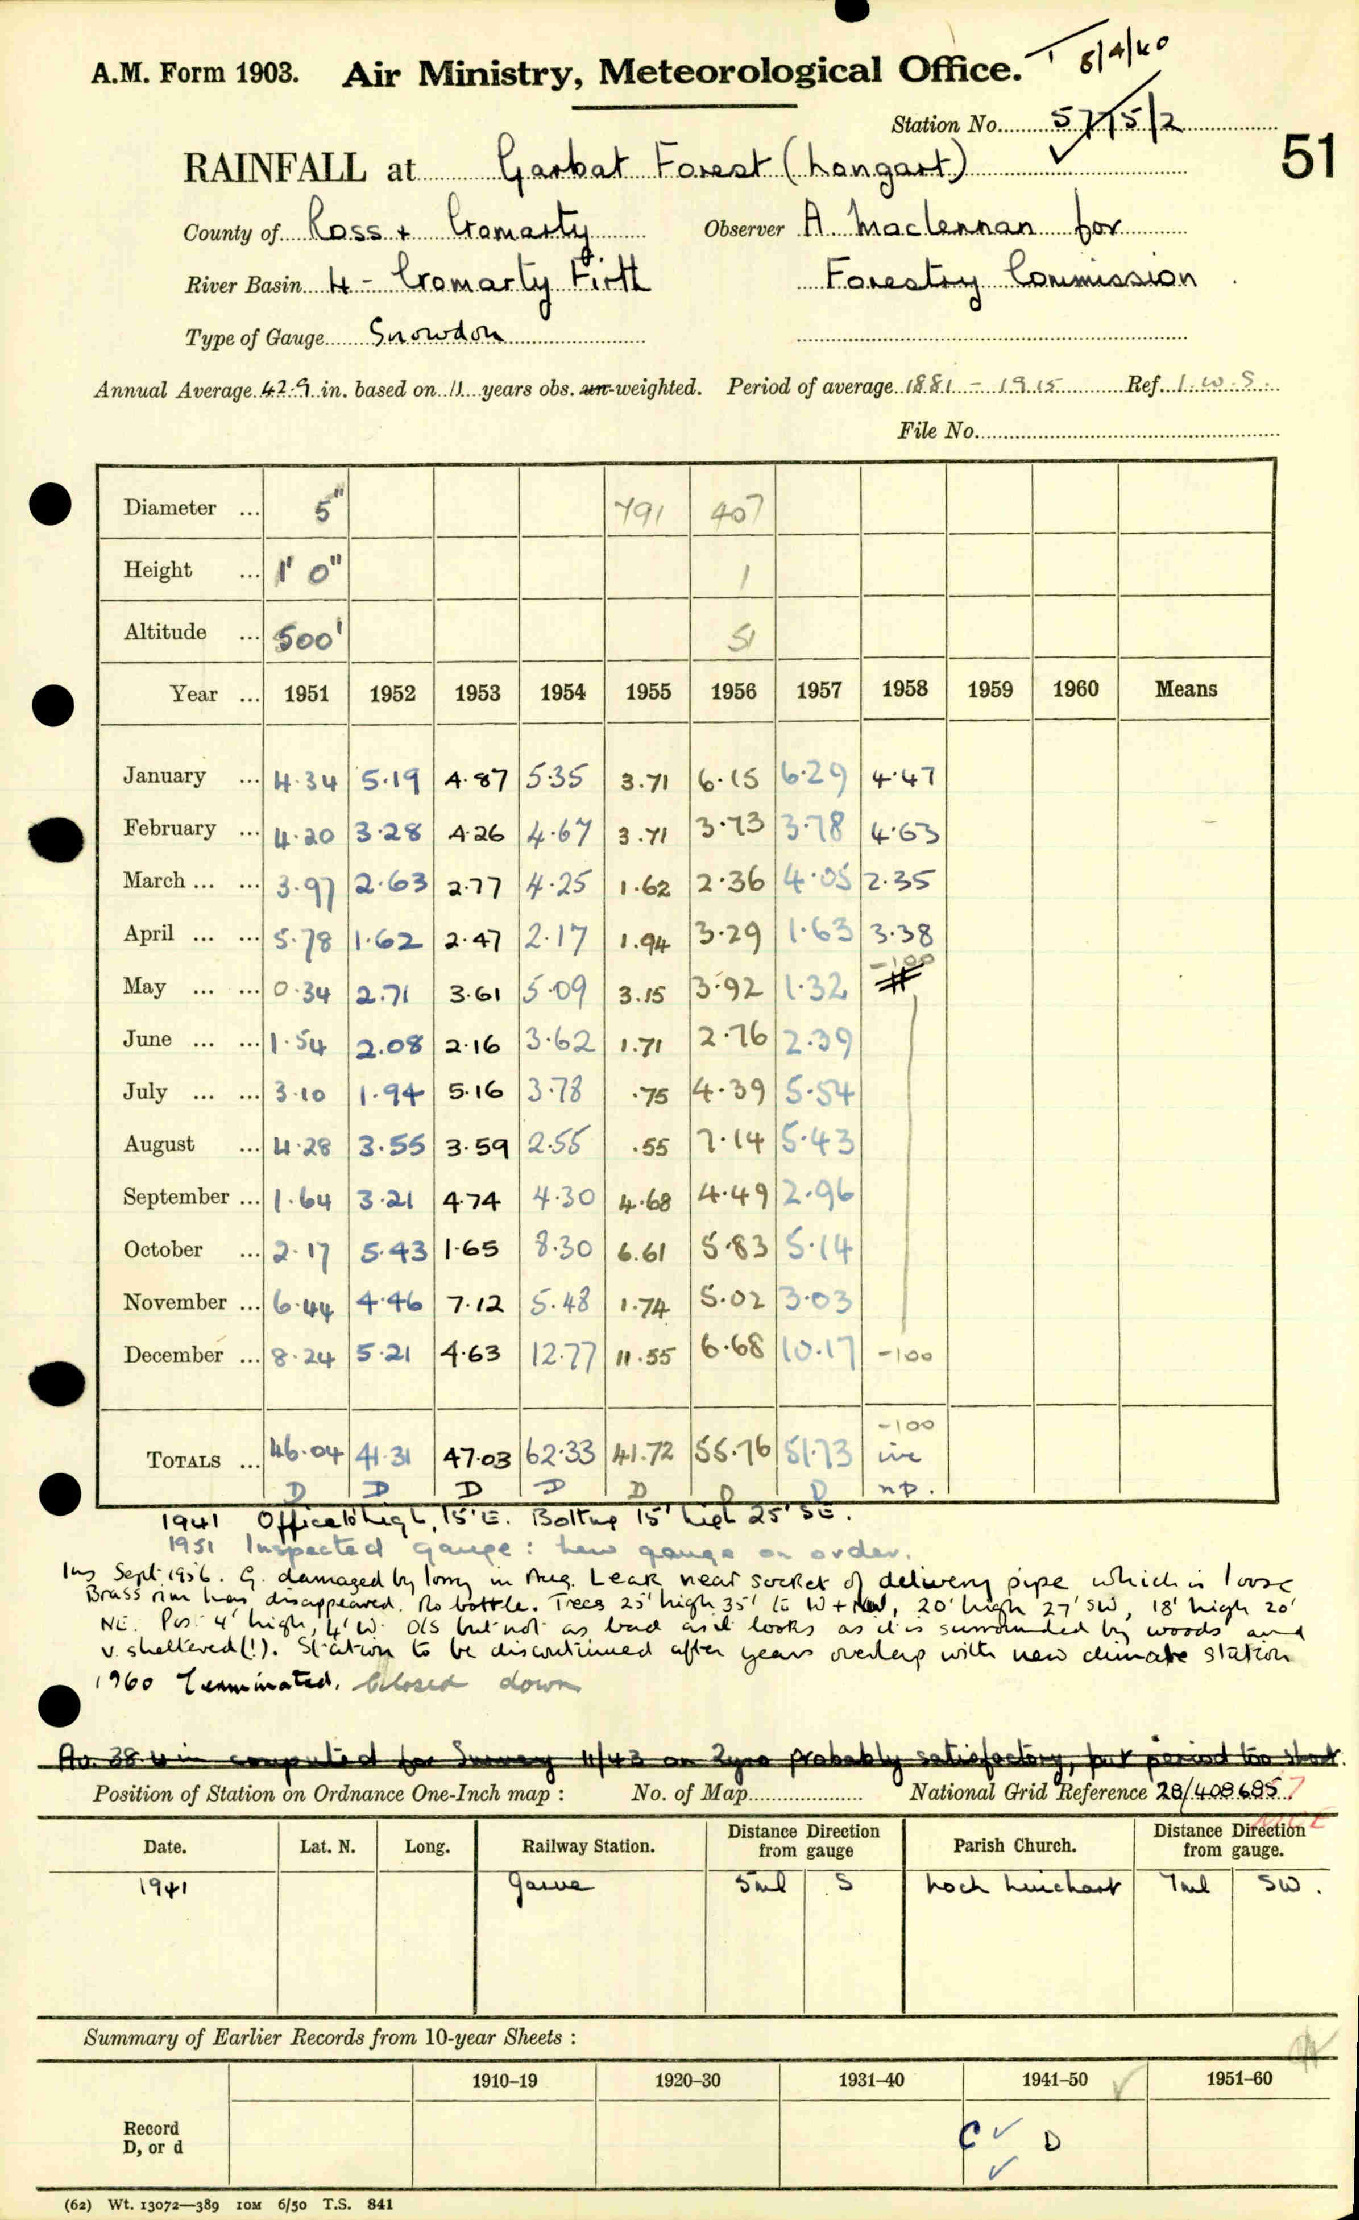 T 8/4/40
A.M. Form 1903. Air Ministry, Meteorological Office.
Station No. 5775/2
51
RAINFALL at Garbat Forest (Longart)
County of Ross + Cromarty Observer A. Maclennan for
River Basin 4 - Cromarty Firth Forestry Commission
Type of Gauge Snowdon
Annual Average 42.9 in. based on 11 years obs. un-weighted. Period of average 1881 - 1915 Ref. I.W.S.
File No.
Diameter ... 5" 791 407
Height ... 1' 0" 1
Altitude ... 500' 51
Year ... 1951 1952 1953 1954 1955 1956 1957 1958 1959 1960 Means
January ... 4.34 5.19 4.87 5.35 3.71 6.15 6.29 4.47
February ... 4.20 3.28 4.26 4.67 3.71 3.73 3.78 4.63
March ... ... 3.97 2.63 2.77 4.25 1.62 2.36 4.05 2.35
April ... ... 5.78 1.62 2.47 2.17 1.94 3.29 1.63 3.38
May ... ... 0.34 2.71 3.61 5.09 3.15 3.92 1.32 -100
June ... ... 1.54 2.08 2.16 3.62 1.71 2.76 2.39
July ... ... 3.10 1.94 5.16 3.78 .75 4.39 5.54
August ... 4.28 3.55 3.59 2.55 .55 7.14 5.43
September ... 1.64 3.21 4.74 4.30 4.68 4.49 2.96
October ... 2.17 5.43 1.65 8.30 6.61 5.83 5.14
November ... 6.44 4.46 7.12 5.48 1.74 5.02 3.03
December ... 8.24 5.21 4.63 12.77 11.55 6.68 10.17 -100
-100
TOTALS ... 46.04 41.31 47.03 62.33 41.72 55.76 51.73 ine
D D D D D D D np.
1941 Office 10' high, 15' E. Bothy 15' high 25' SE.
1951 Inspected gauge: new gauge on order.
Ins Sept 1956. G. damaged by lorry in Aug. Leak near socket of delivery pipe which is loose
Brass rim has disappeared. No bottle. Trees 25' high 35' to W + NW, 20' high 27' SW, 18' high 20'
NE. Pos. 4' high, 4' W. O/S but not as bad as it looks as it is surrounded by woods and
v. sheltered(!). Station to be discontinued after years overlap with new climate station
1960 Terminated. Closed down
Av. 38.4 in computed for Survey 11/43 on 2yrs probably satisfactory, but period too short.
Position of Station on Ordnance One-Inch map : No. of Map National Grid Reference 28/408685 7
NGE
Date. Lat. N. Long. Railway Station. Distance from gauge Direction Parish Church. Distance from gauge. Direction
1941 Garve 5ml S Loch Luichart 7ml SW.
Summary of Earlier Records from 10-year Sheets :
1910–19 1920–30 1931–40 1941–50 1951–60
Record
D, or d C D
(62) Wt. 13072—389 10M 6/50 T.S. 841